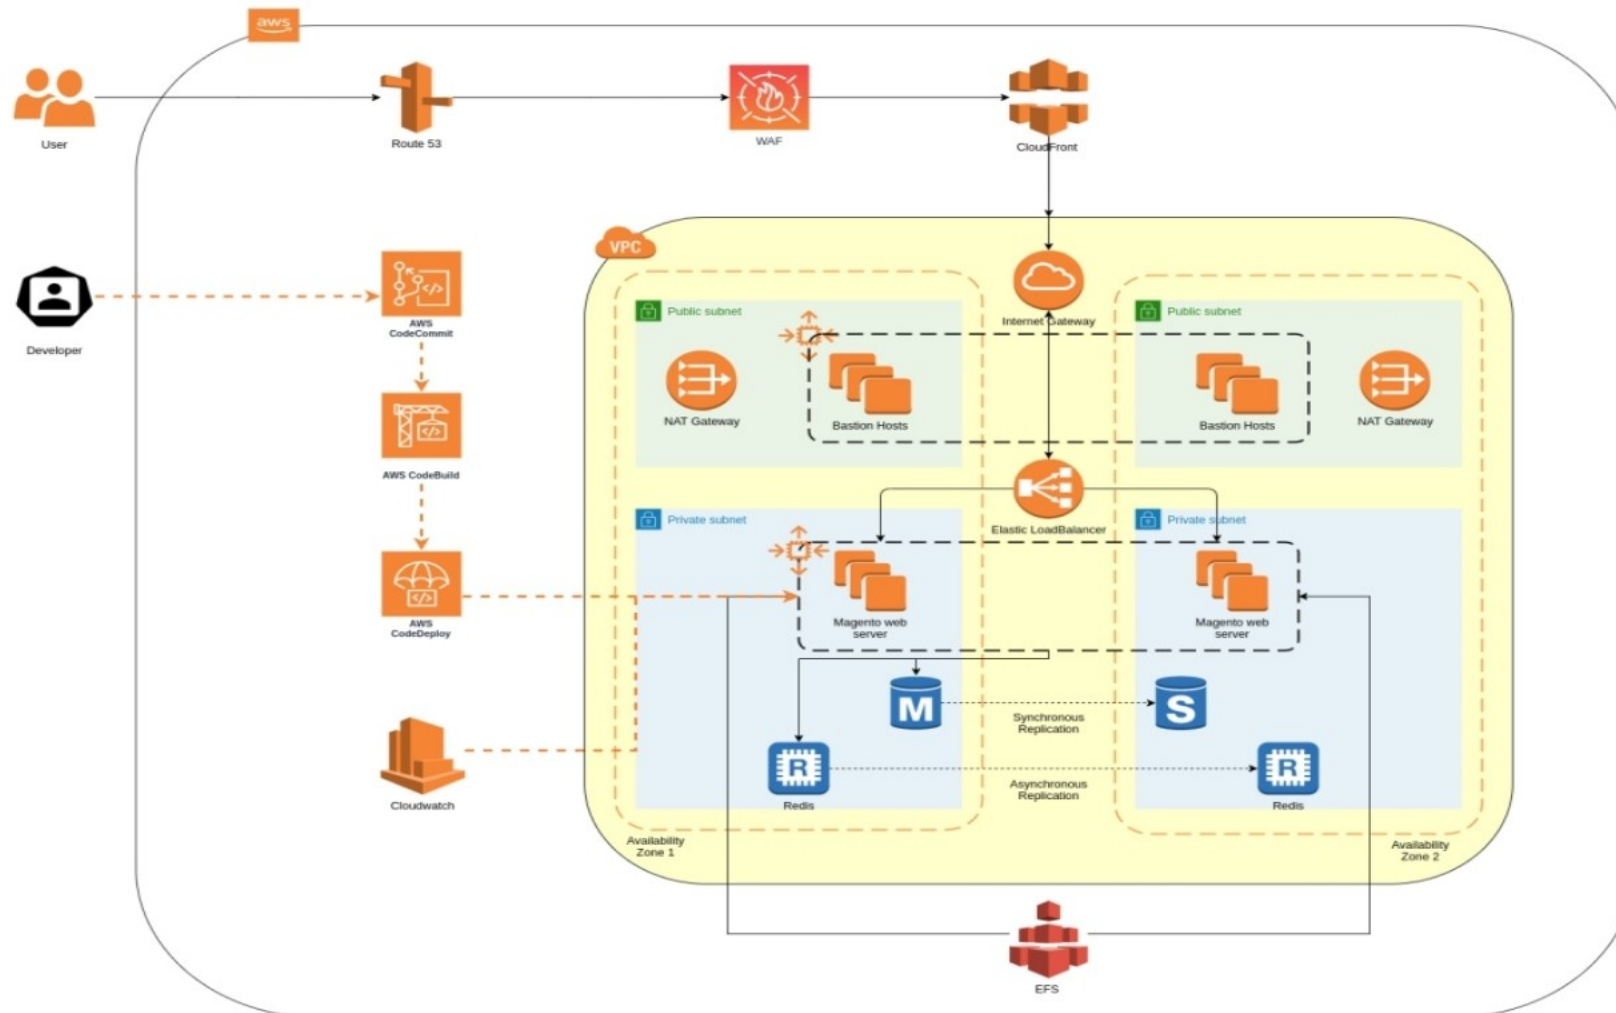 aws
User
Route 53
WAF
CloudFront
VPC
Developer
AWS
CodeCommit
Internet Gateway
Public subnet
Public subnet
NAT Gateway
Bastion Hosts
Bastion Hosts
NAT Gateway
AWS CodeBuild
Elastic LoadBalancer
Private subnet
Private subnet
AWS
CodeDeploy
Magento web
server
Magento web
server
M
S
Synchronous
Replication
R
R
Asynchronous
Replication
Cloudwatch
Redis
Redis
Availability
Zone 1
Availability
Zone 2
EFS